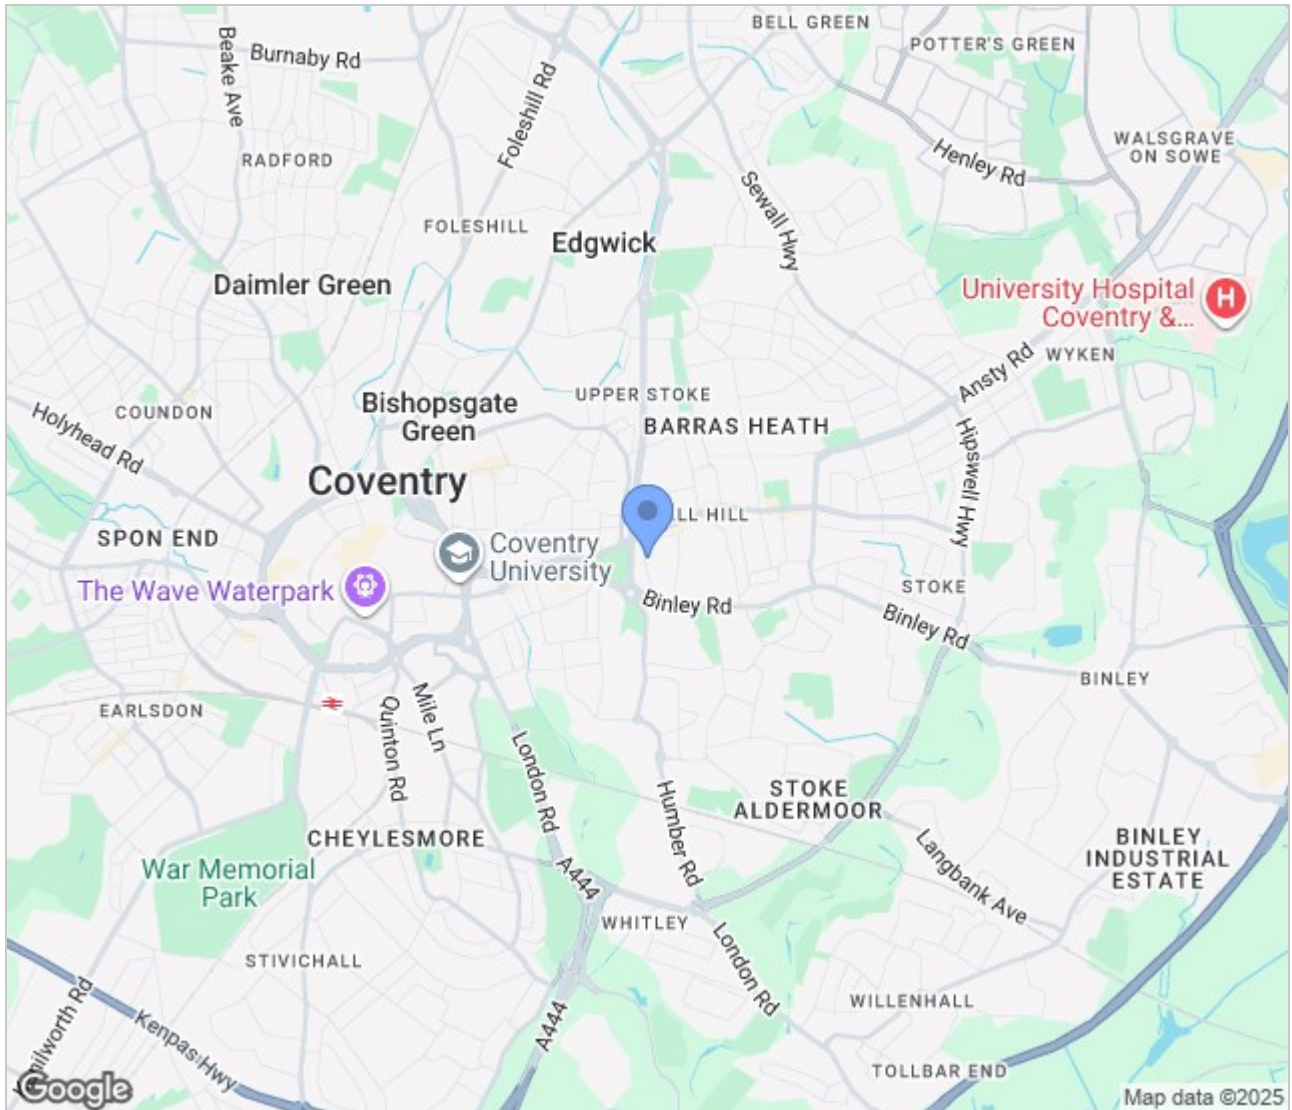 BELL GREEN
POTTER'S GREEN
Beake Ave
Burnaby Rd
Foleshill Rd
WALSGRAVE
ON SOWE
RADFORD
Henley Rd
Sewall Hwy
FOLESHILL
Edgwick
Daimler Green
University Hospital
Coventry &...
H
WYKEN
Ansty Rd
UPPER STOKE
Bishopsgate
Green
COUNDON
Holyhead Rd
BARRAS HEATH
Hipswell Hwy
Coventry
ALL HILL
SPON END
Coventry
University
The Wave Waterpark
STOKE
Binley Rd
Binley Rd
BINLEY
EARLSDON
Mile Ln
Quinton Rd
London Rd
Humber Rd
STOKE
ALDERMOOR
CHEYLESMORE
BINLEY
INDUSTRIAL
ESTATE
Langbank Ave
War Memorial
Park
A444
WHITLEY
London Rd
STIVICHALL
WILLENHALL
Kenpas Hwy
A444
TOLLBAR END
Google
Map data ©2025